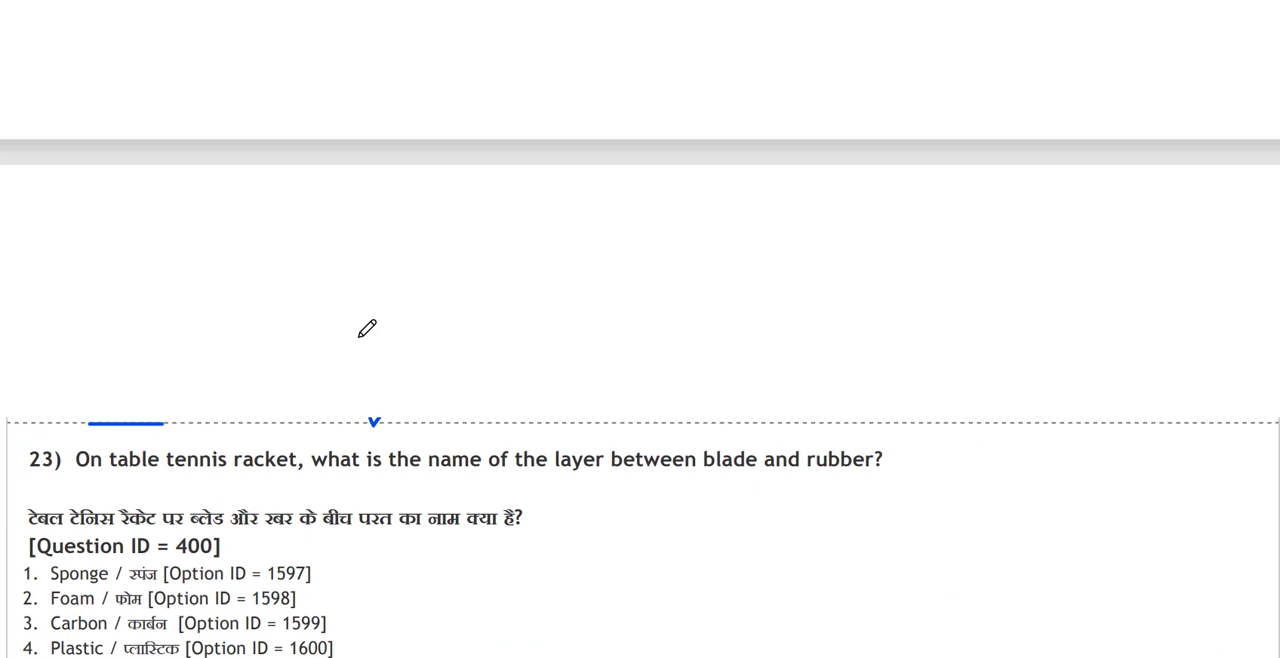 23) On table tennis racket, what is the name of the layer between blade and rubber?
टेबल टेनिस रैकेट पर ब्लेड और रबर के बीच परत का नाम क्या है?
[Question ID = 400]
1. Sponge / स्पंज [Option ID = 1597]
2. Foam / फोम [Option ID = 1598]
3. Carbon / कार्बन [Option ID = 1599]
4. Plastic / प्लास्टिक [Option ID = 1600]